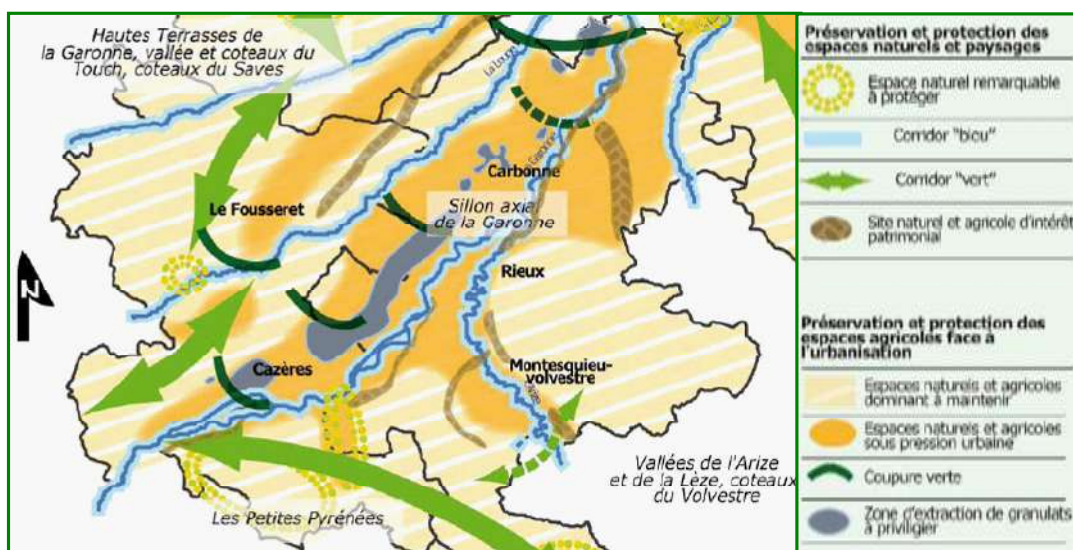 Hautes Terrasses de
la Garonne, vallée et coteaux du
Touch, coteaux du Saves
La Louge
la Garonne
Carbonne
Le Fousseret
Sillon axial
de la Garonne
Rieux
N
Cazères
Montesquieu-
volvestre
Vallées de l'Arize
et de la Lèze, coteaux
du Volvestre
Les Petites Pyrénées
Préservation et protection des
espaces naturels et paysages
Espace naturel remarquable
à protéger
Corridor "bleu"
Corridor "vert"
Site naturel et agricole d'intérêt
patrimonial
Préservation et protection des
espaces agricoles face à
l'urbanisation
Espaces naturels et agricoles
dominant à maintenir
Espaces naturels et agricoles
sous pression urbaine
Coupure verte
Zone d'extraction de granulats
à priviligier